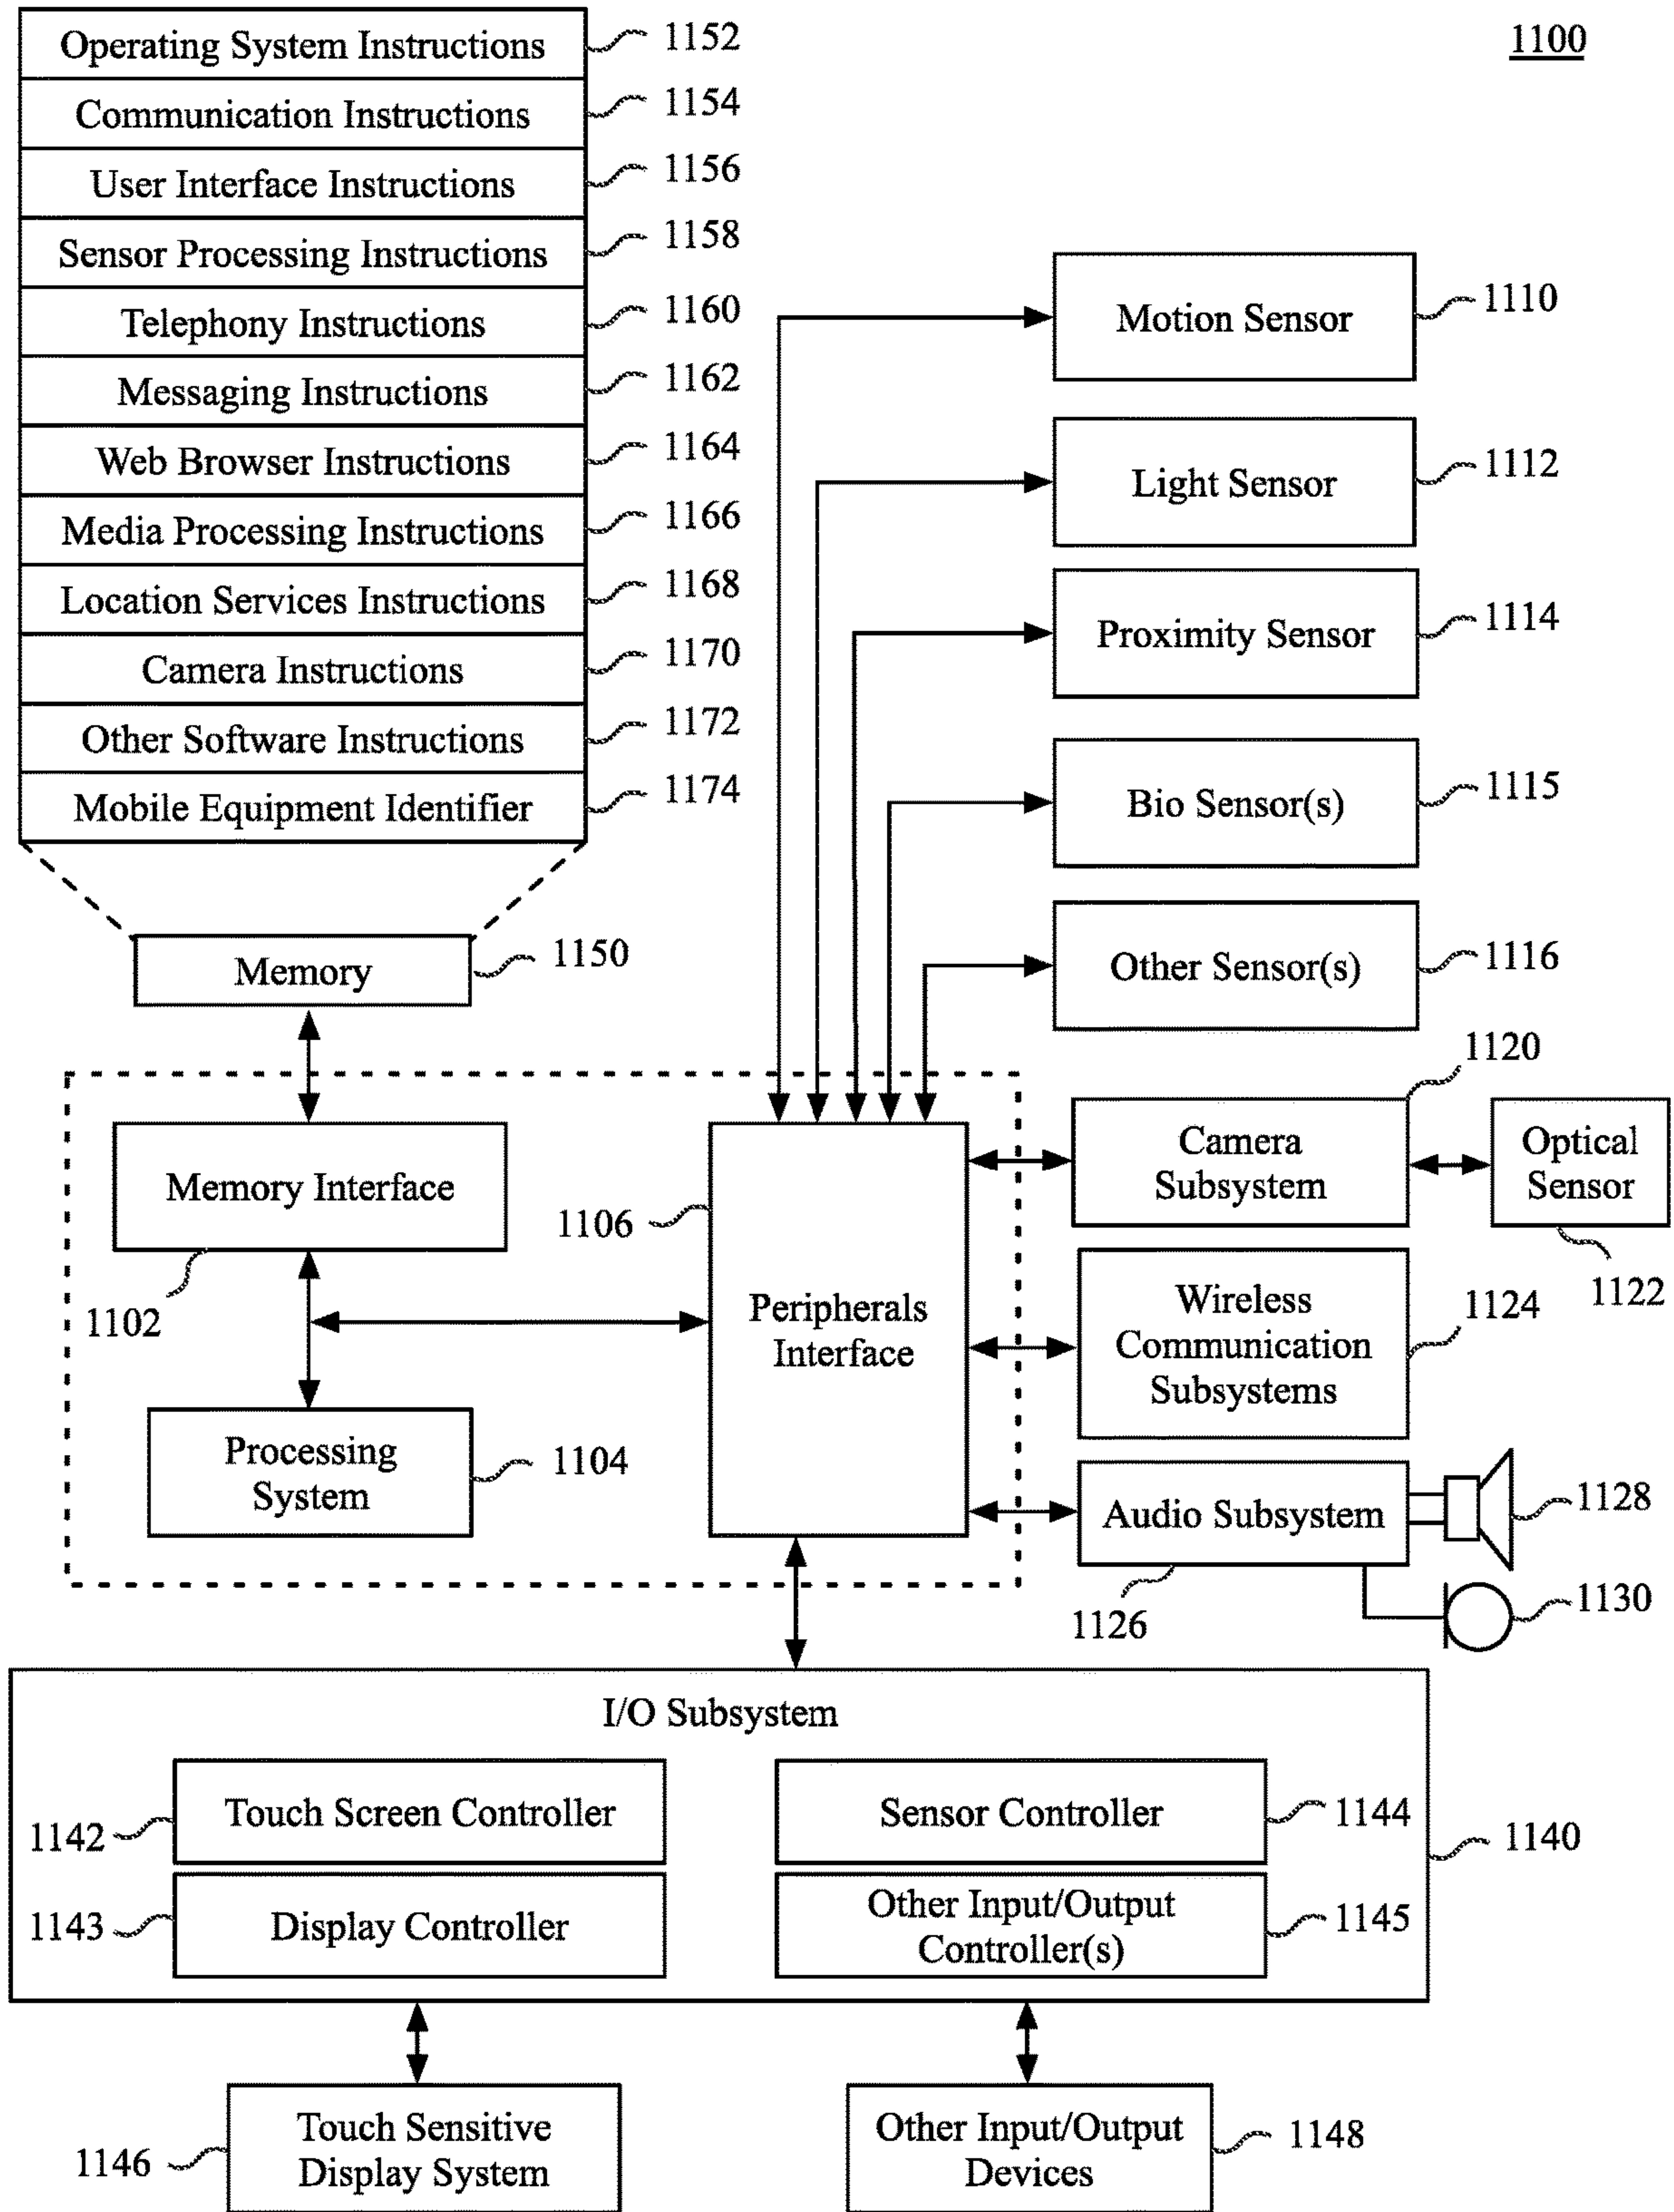 1100
Operating System Instructions
1152
Communication Instructions
1154
User Interface Instructions
1156
Sensor Processing Instructions
1158
Telephony Instructions
1160
Messaging Instructions
1162
Web Browser Instructions
1164
Media Processing Instructions
1166
Location Services Instructions
1168
Camera Instructions
1170
Other Software Instructions
1172
Mobile Equipment Identifier
1174
Memory
1150
Motion Sensor
1110
Light Sensor
1112
Proximity Sensor
1114
Bio Sensor(s)
1115
Other Sensor(s)
1116
Memory Interface
1102
Processing
System
1104
1106
Peripherals
Interface
1120
Camera
Subsystem
Optical
Sensor
1122
Wireless
Communication
Subsystems
1124
Audio Subsystem
1126
1128
1130
I/O Subsystem
1140
Touch Screen Controller
1142
Display Controller
1143
Sensor Controller
1144
Other Input/Output
Controller(s)
1145
Touch Sensitive
Display System
1146
Other Input/Output
Devices
1148